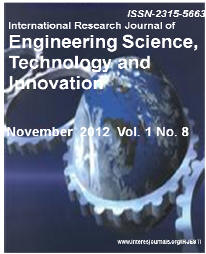 ISSN-2315-5663
International Research Journal of
Engineering Science,
Technology and
Innovation
November 2012 Vol. 1 No. 8